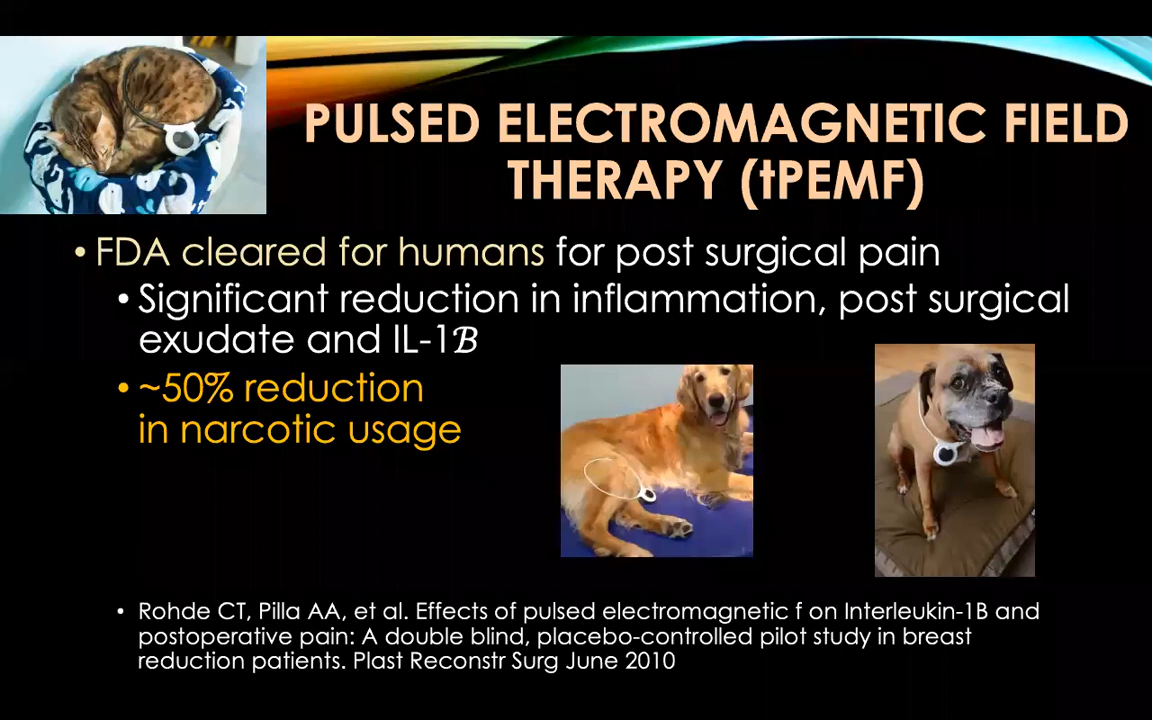 PULSED ELECTROMAGNETIC FIELD
THERAPY (tPEMF)
• FDA cleared for humans for post surgical pain
• Significant reduction in inflammation, post surgical
exudate and IL-1ℬ
• ~50% reduction
in narcotic usage
• Rohde CT, Pilla AA, et al. Effects of pulsed electromagnetic f on Interleukin-1B and
postoperative pain: A double blind, placebo-controlled pilot study in breast
reduction patients. Plast Reconstr Surg June 2010